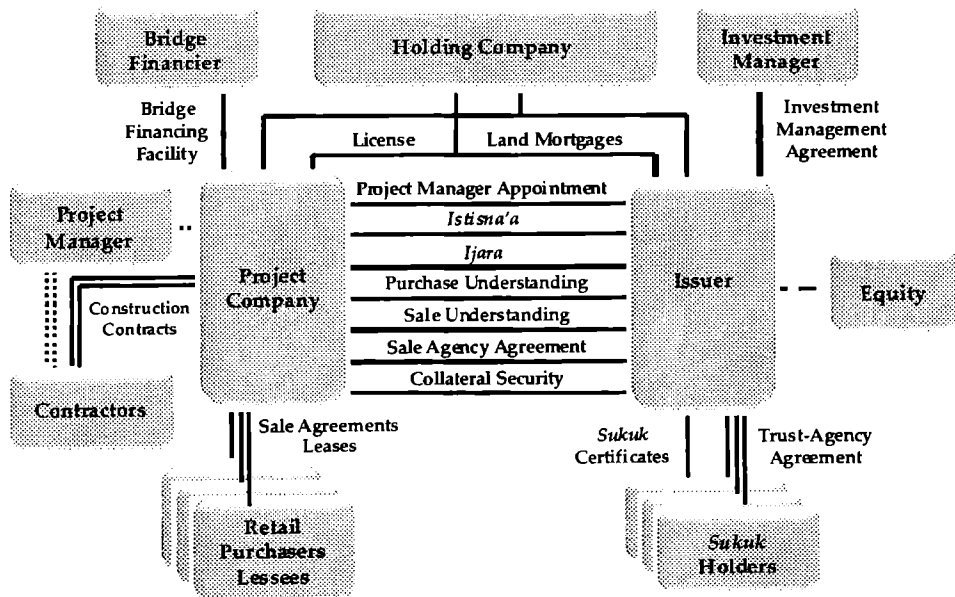 Bridge
Financier
Holding Company
Investment
Manager
Bridge
Financing
Facility
License
Land Mortgages
Investment
Management
Agreement
Project
Manager
Project Manager Appointment
Istisna'a
Ijara
Project
Company
Purchase Understanding
Issuer
Equity
Construction
Contracts
Sale Understanding
Sale Agency Agreement
Collateral Security
Contractors
Sale Agreements
Leases
Sukuk
Certificates
Trust-Agency
Agreement
Retail
Purchasers
Lessees
Sukuk
Holders